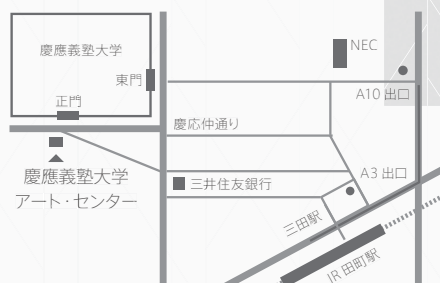 慶應義塾大学
NEC
東門
A10 出口
正門
慶応仲通り
慶應義塾大学
アート・センター
三井住友銀行
A3 出口
三田駅
JR 田町駅